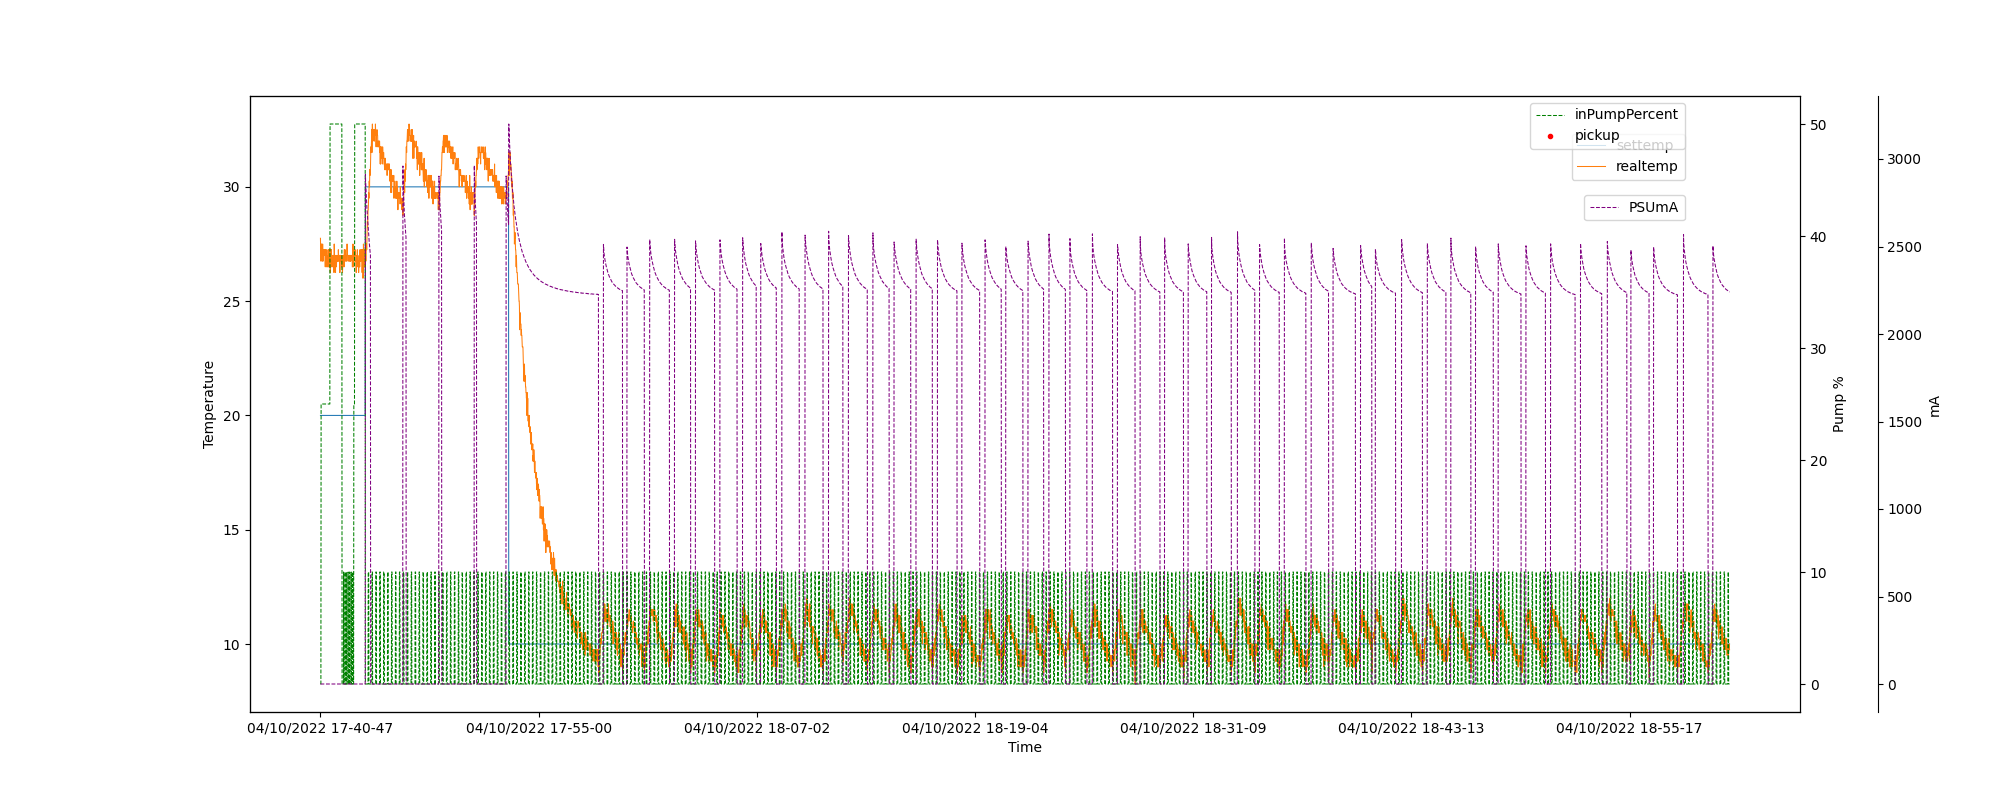 inPumpPercent
pickup
settemp
realtemp
PSUmA
Temperature
30
25
20
15
10
50
40
30
20
10
0
Pump %
3000
2500
2000
1500
1000
500
0
mA
04/10/2022 17-40-47
04/10/2022 17-55-00
04/10/2022 18-07-02
04/10/2022 18-19-04
04/10/2022 18-31-09
04/10/2022 18-43-13
04/10/2022 18-55-17
Time